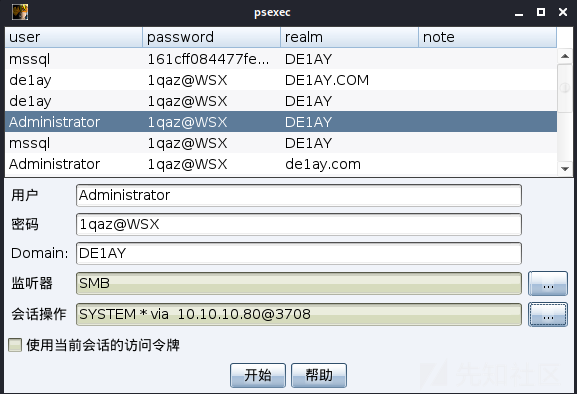 psexec
user password realm note
mssql 161cff084477fe... DE1AY
de1ay 1qaz@WSX DE1AY.COM
de1ay 1qaz@WSX DE1AY
Administrator 1qaz@WSX DE1AY
mssql 1qaz@WSX DE1AY
Administrator 1qaz@WSX de1ay.com
用户 Administrator
密码 1qaz@WSX
Domain: DE1AY
监听器 SMB ...
会话操作 SYSTEM * via 10.10.10.80@3708 ...
使用当前会话的访问令牌
开始 帮助
先知社区